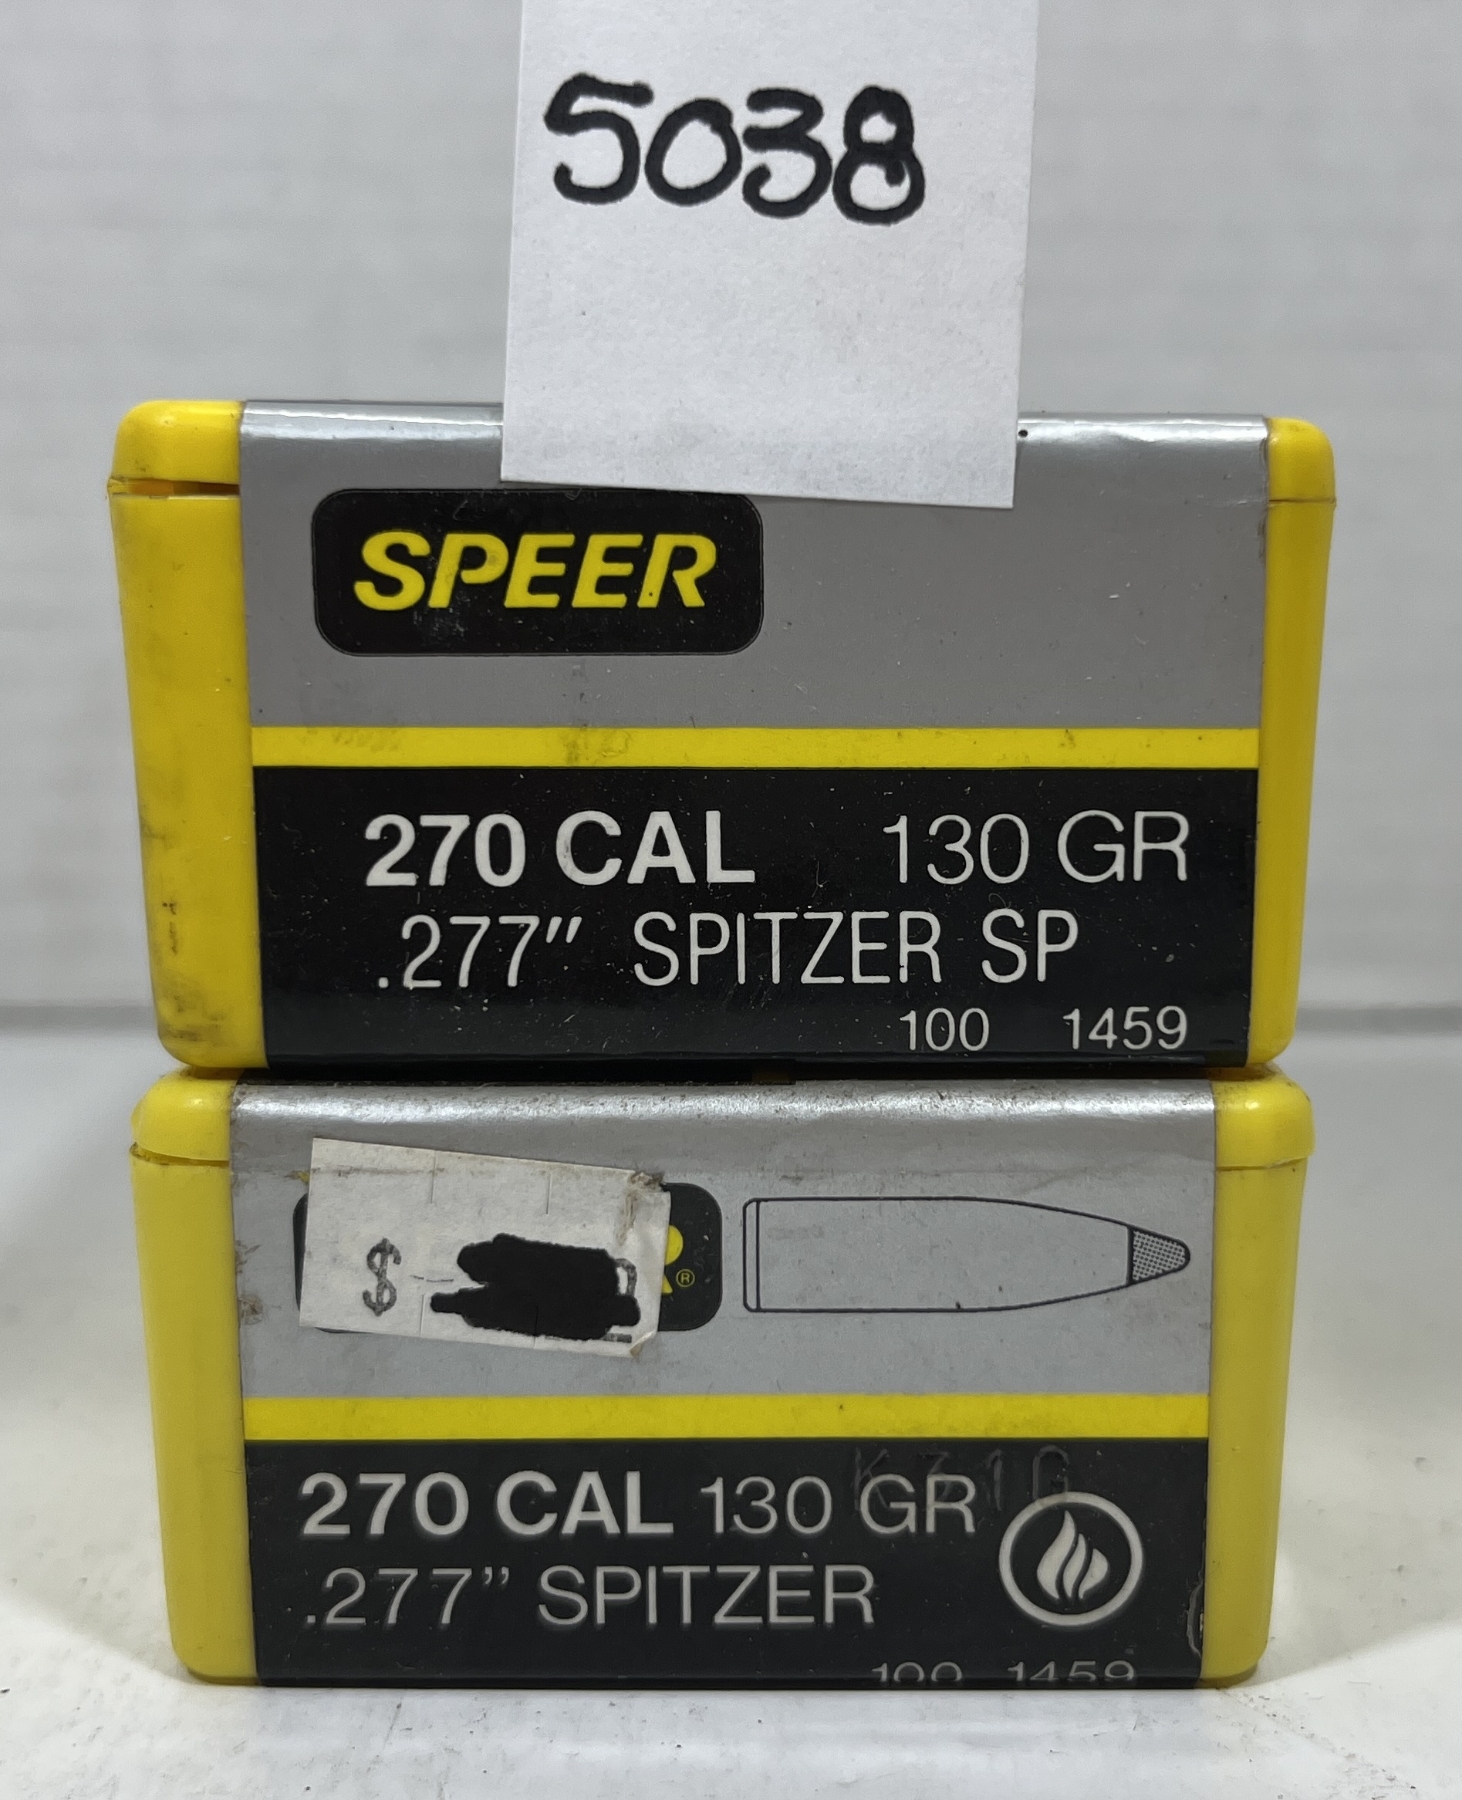 5038
SPEER
270 CAL 130 GR
.277" SPITZER SP
100 1459
$
R®
270 CAL 130 GR
.277" SPITZER
100 1459